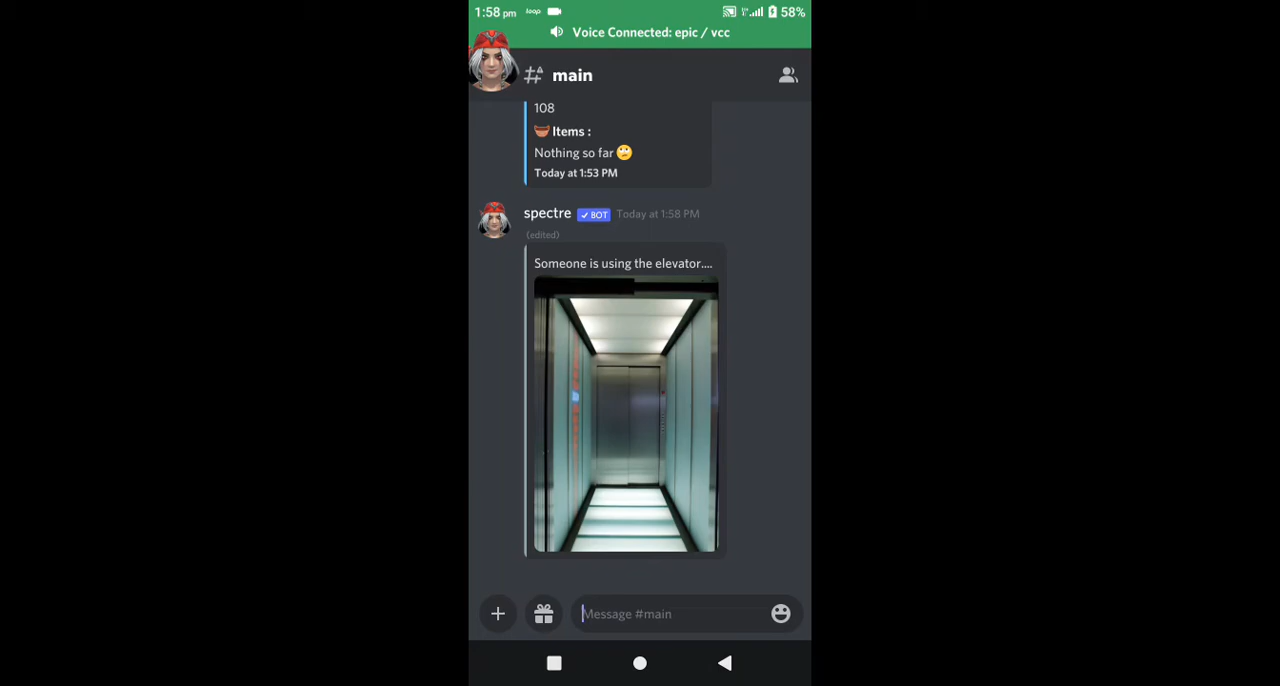 1:58 pm loop 58%
Voice Connected: epic / vcc
# main
108
Items :
Nothing so far
Today at 1:53 PM
spectre ✓ BOT Today at 1:58 PM
(edited)
Someone is using the elevator....
Message #main